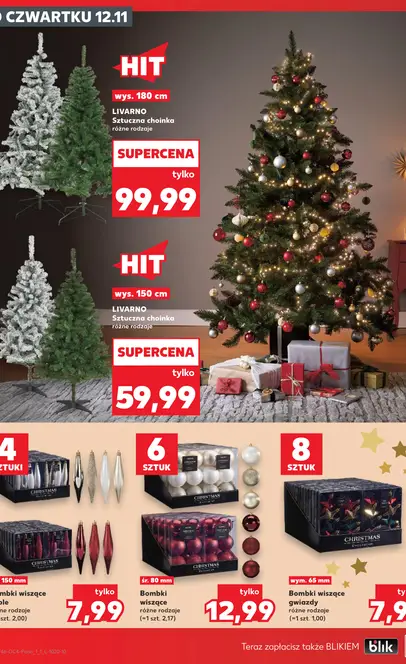 CZWARTKU 12.11
HIT
wys. 180 cm
LIVARNO
Sztuczna choinka
różne rodzaje
SUPERCENA
tylko
99,99
HIT
wys. 150 cm
LIVARNO
Sztuczna choinka
różne rodzaje
SUPERCENA
tylko
59,99
4
SZTUKI
CHRISTMAS
150 mm
mbki wiszące
ple
ne rodzaje
szt. 2,00)
tylko
7,99
6
SZTUK
CHRISTMAS
śr. 80 mm
Bombki
wiszące
różne rodzaje
(=1 szt. 2,17)
tylko
12,99
8
SZTUK
CHRISTMAS
wym. 65 mm
Bombki wiszące
gwiazdy
różne rodzaje
(=1 szt. 1,00)
tylko
7,9
Teraz zapłacisz także BLIKIEM
blik